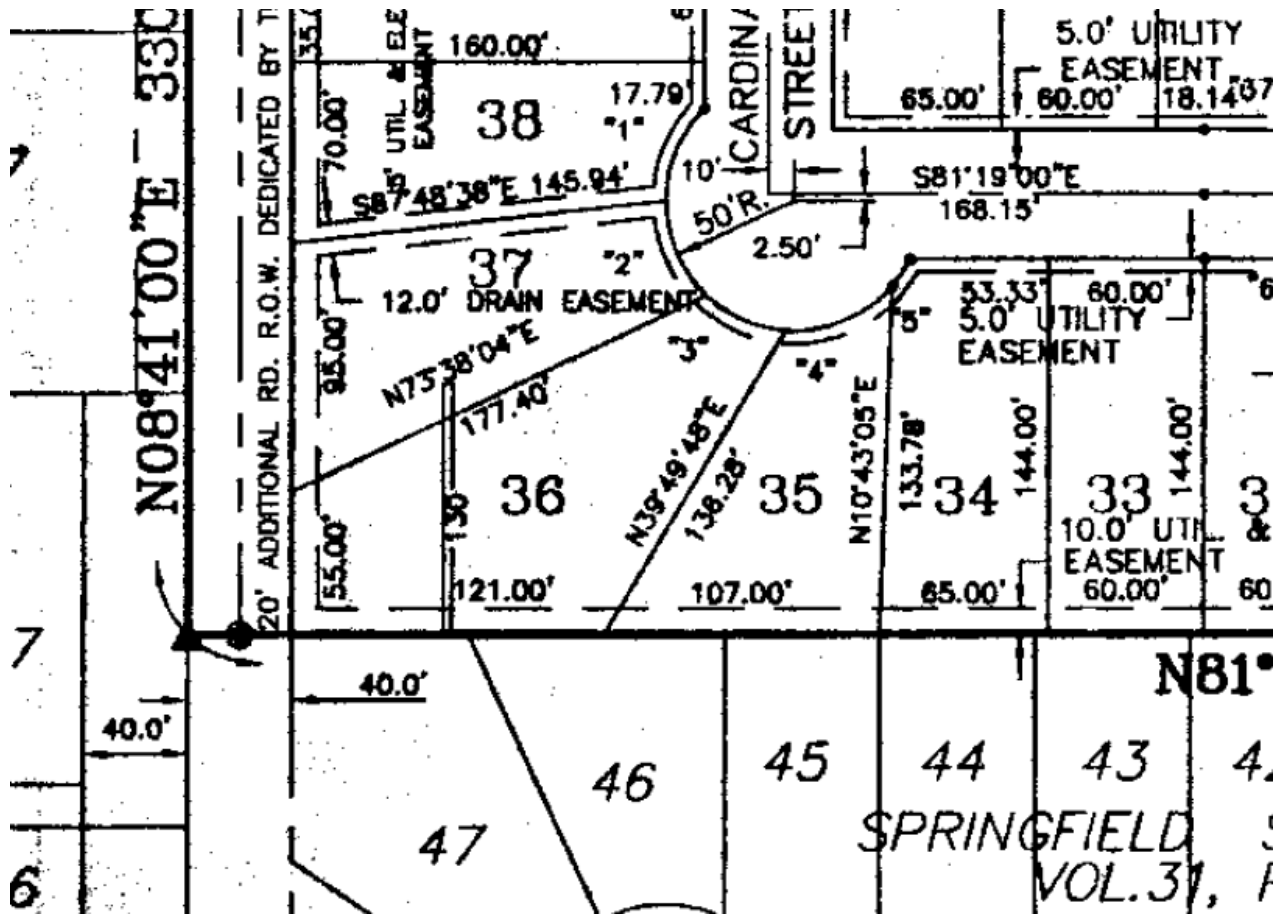 N08°41'00"E - 330
20' ADDITIONAL RD. R.O.W. DEDICATED BY
160.00'
UTIL. & ELE
EASEMENT
70.00'
38
17.79'
"1"
CARDINA
STREET
5.0' UTILITY
EASEMENT
65.00'
60.00'
18.14'
10'
S81°19'00"E
168.15'
50'R.
2.50'
S87°48'38"E 145.94'
37
"2"
12.0' DRAIN EASEMENT
95.00'
N73°38'04"E
177.40'
"3"
"4"
"5"
53.33'
60.00'
5.0' UTILITY
EASEMENT
N39°49'48"E
138.28'
N10°43'05"E
133.78'
144.00'
144.00'
36
35
34
33
130
55.00'
10.0' UTIL. &
EASEMENT
121.00'
107.00'
65.00'
60.00'
60
7
40.0'
40.0'
N81°
47
46
45
44
43
SPRINGFIELD
VOL.31,
6